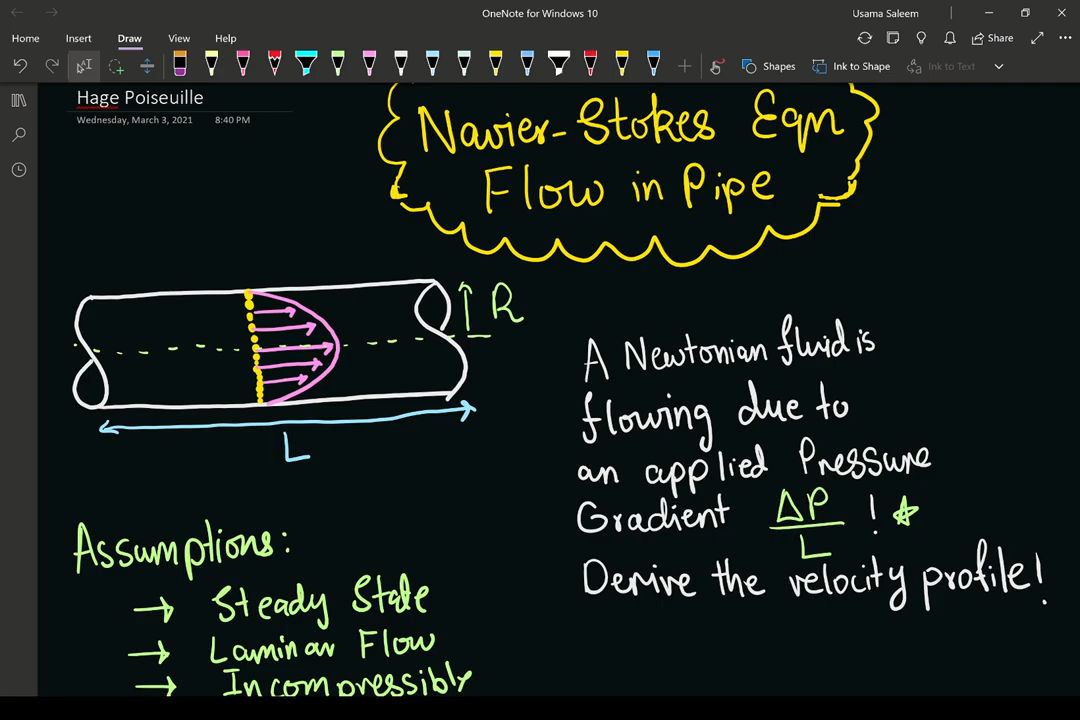 OneNote for Windows 10
Usama Saleem
Home Insert Draw View Help
Share
Shapes Ink to Shape Ink to Text
Hage Poiseuille
Wednesday, March 3, 2021 8:40 PM
Navier-Stokes Eqn
Flow in Pipe
R
L
A Newtonian fluid is
flowing due to
an applied Pressure
Gradient ΔP/L !
Derive the velocity profile!
Assumptions:
→ Steady State
→ Laminar Flow
→ Incompressibly